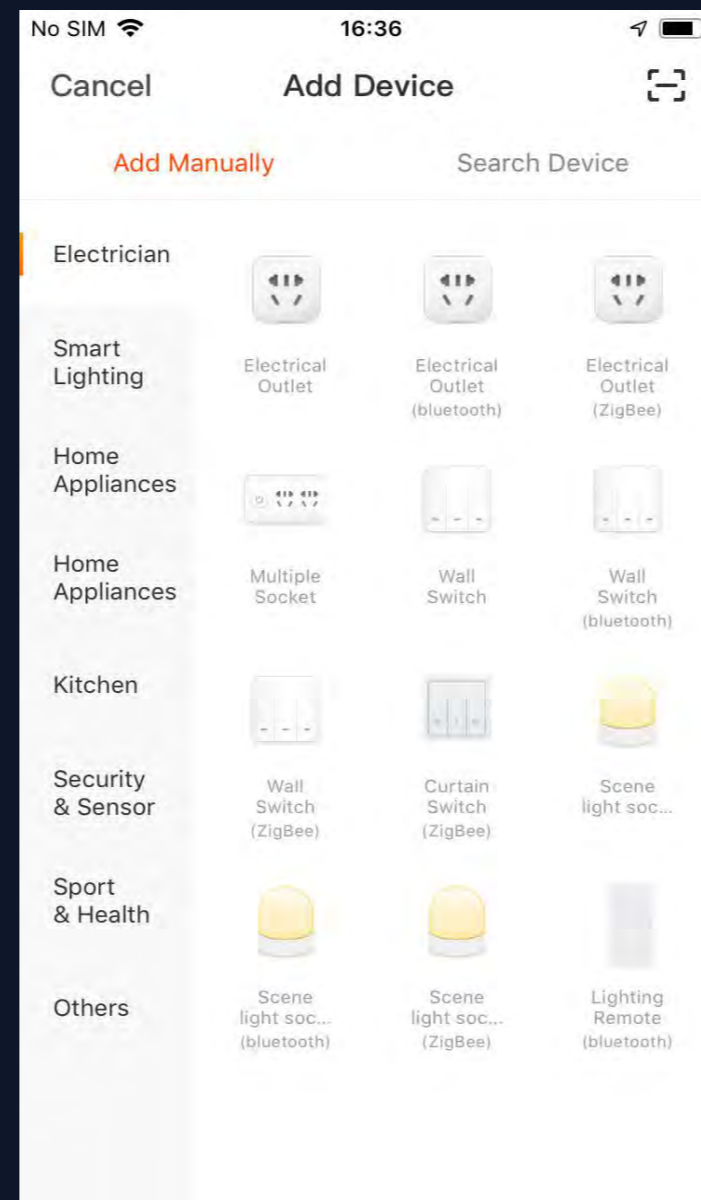 No SIM 16:36
Cancel Add Device
Add Manually Search Device
Electrician
Smart
Lighting
Home
Appliances
Home
Appliances
Kitchen
Security
& Sensor
Sport
& Health
Others
Electrical
Outlet
Electrical
Outlet
(bluetooth)
Electrical
Outlet
(ZigBee)
Multiple
Socket
Wall
Switch
Wall
Switch
(bluetooth)
Wall
Switch
(ZigBee)
Curtain
Switch
(ZigBee)
Scene
light soc...
Scene
light soc...
(bluetooth)
Scene
light soc...
(ZigBee)
Lighting
Remote
(bluetooth)